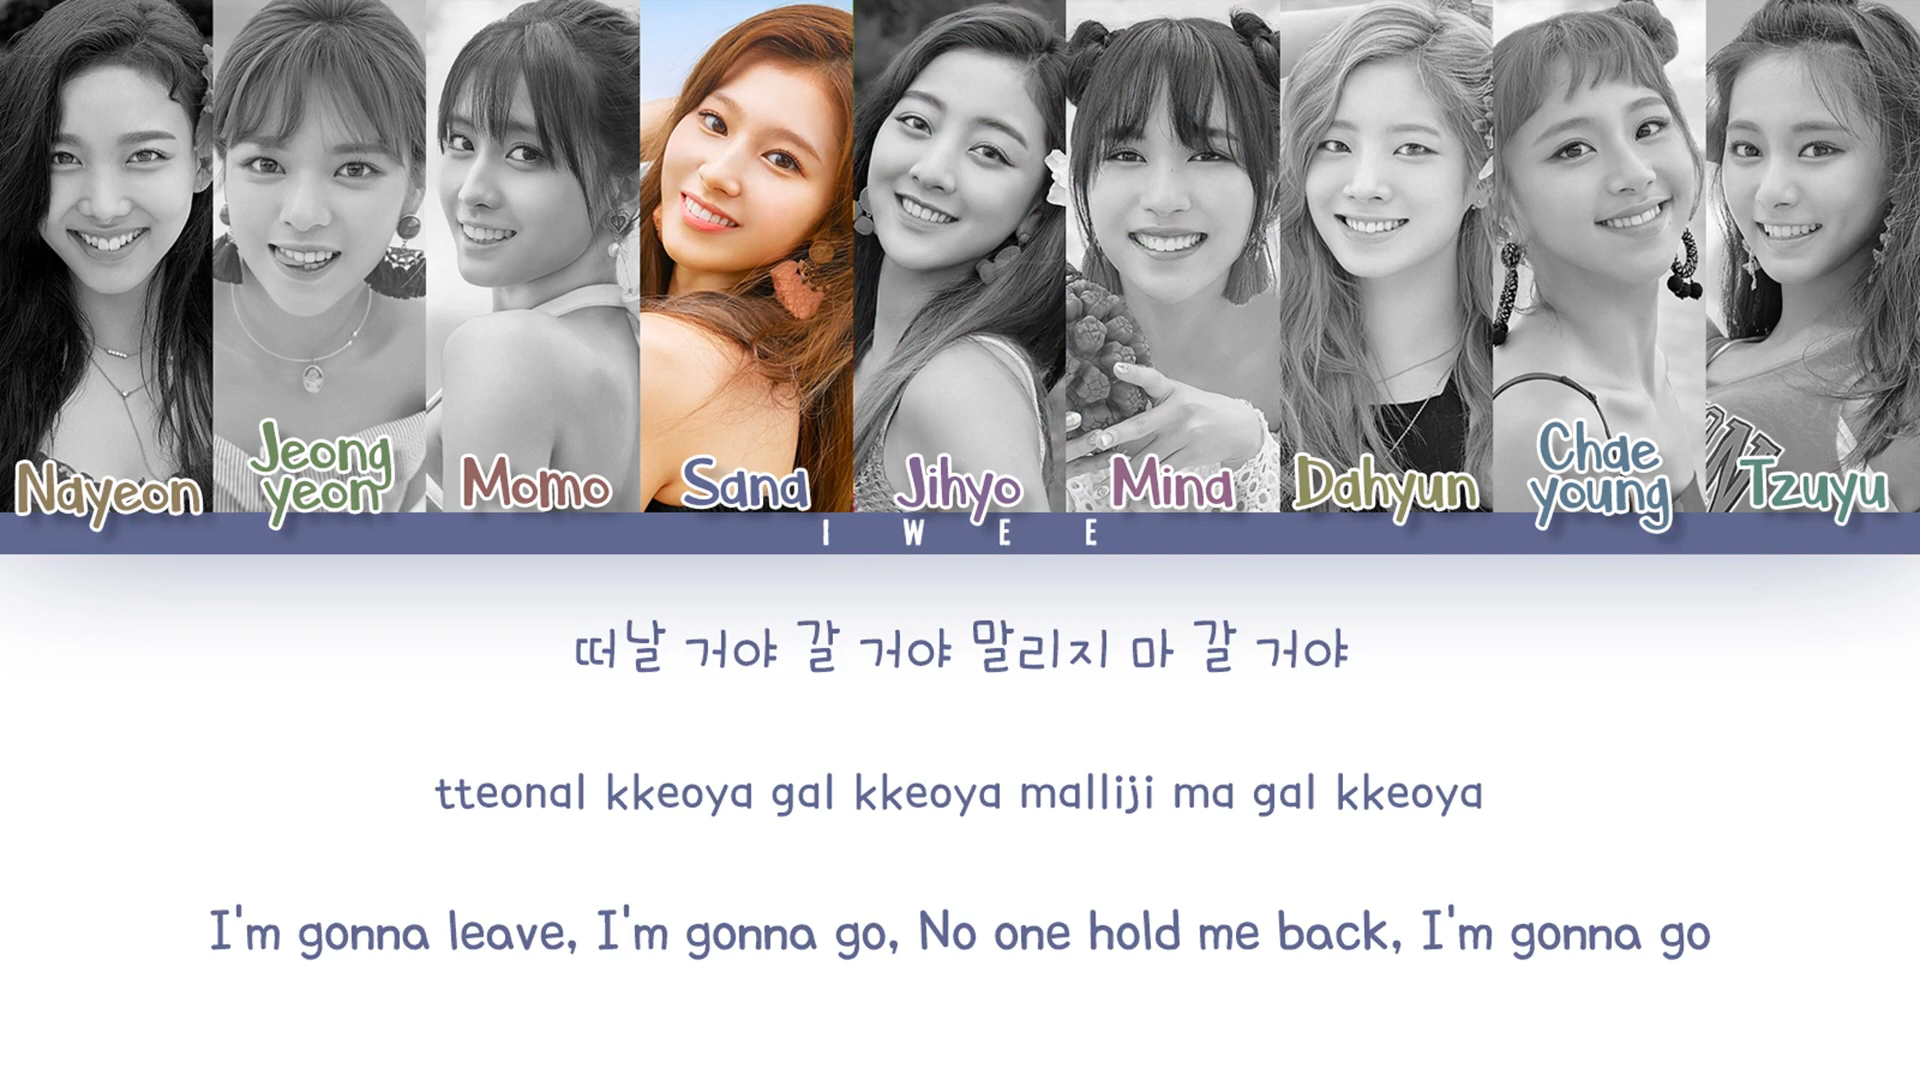 Nayeon
Jeong
yeon
Momo
Sana
Jihyo
Mina
Dahyun
Chae
young
Tzuyu
I W E E
떠날 거야 갈 거야 말리지 마 갈 거야
tteonal kkeoya gal kkeoya malliji ma gal kkeoya
I'm gonna leave, I'm gonna go, No one hold me back, I'm gonna go